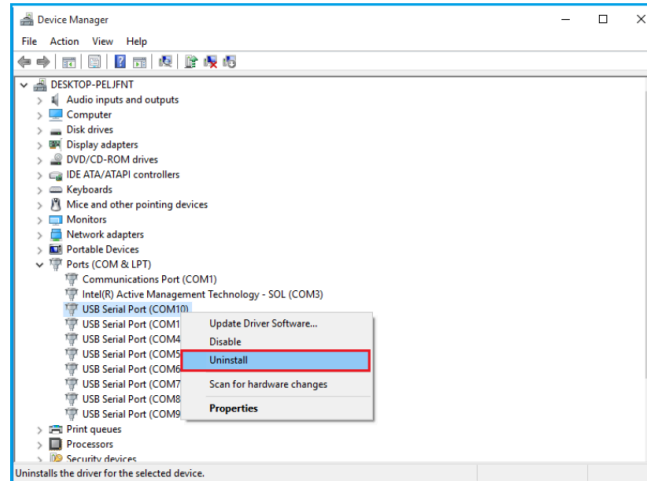 Device Manager
File Action View Help
DESKTOP-PELJFNT
Audio inputs and outputs
Computer
Disk drives
Display adapters
DVD/CD-ROM drives
IDE ATA/ATAPI controllers
Keyboards
Mice and other pointing devices
Monitors
Network adapters
Portable Devices
Ports (COM & LPT)
Communications Port (COM1)
Intel(R) Active Management Technology - SOL (COM3)
USB Serial Port (COM10)
USB Serial Port (COM1
USB Serial Port (COM4
USB Serial Port (COM5
USB Serial Port (COM6
USB Serial Port (COM7
USB Serial Port (COM8
USB Serial Port (COM9
Update Driver Software...
Disable
Uninstall
Scan for hardware changes
Properties
Print queues
Processors
Security devices
Uninstalls the driver for the selected device.